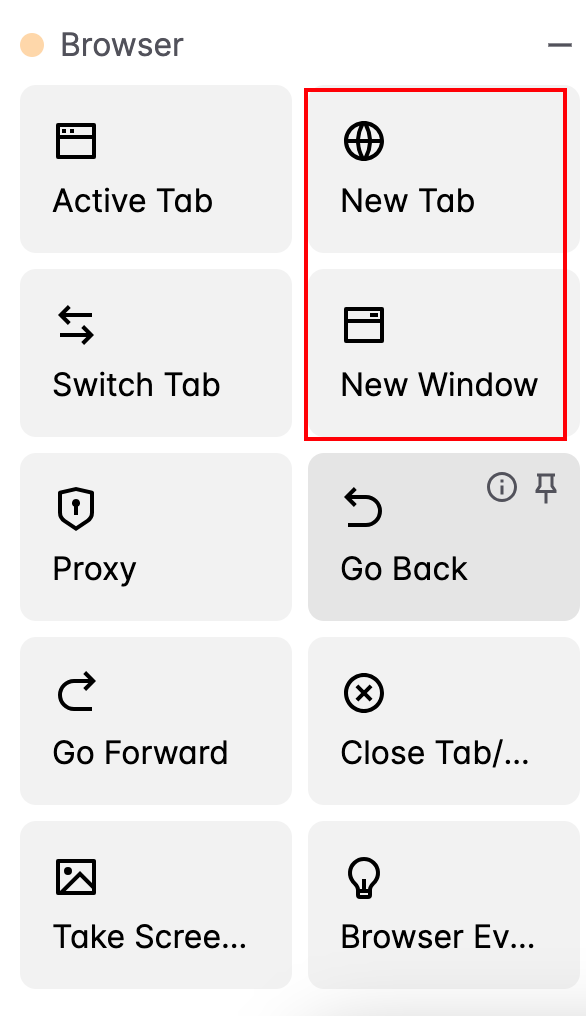 Browser
Active Tab
New Tab
Switch Tab
New Window
Proxy
Go Back
Go Forward
Close Tab/...
Take Scree...
Browser Ev...